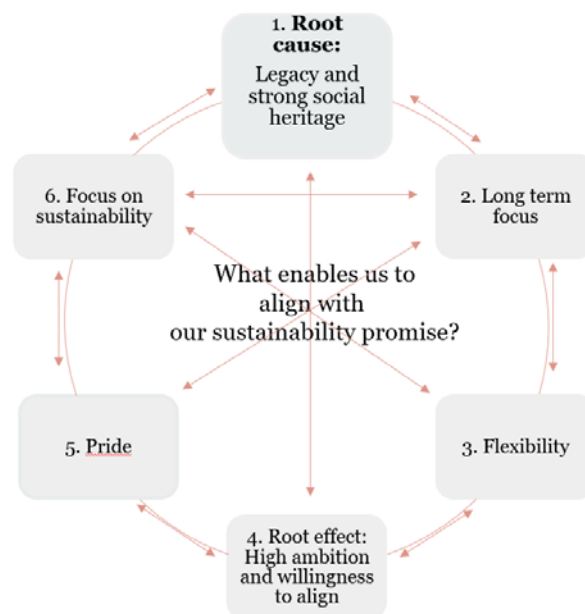 1. Root
cause:
Legacy and
strong social
heritage
6. Focus on
sustainability
2. Long term
focus
What enables us to
align with
our sustainability promise?
5. Pride
3. Flexibility
4. Root effect:
High ambition
and willingness
to align